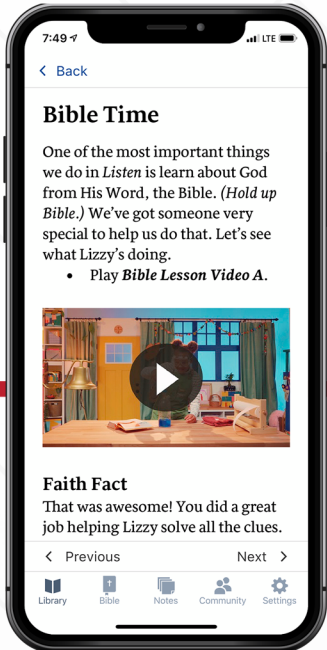 7:49
LTE
Back
Bible Time
One of the most important things
we do in Listen is learn about God
from His Word, the Bible. (Hold up
Bible.) We've got someone very
special to help us do that. Let's see
what Lizzy's doing.
• Play Bible Lesson Video A.
Faith Fact
That was awesome! You did a great
job helping Lizzy solve all the clues.
Previous Next
Library Bible Notes Community Settings